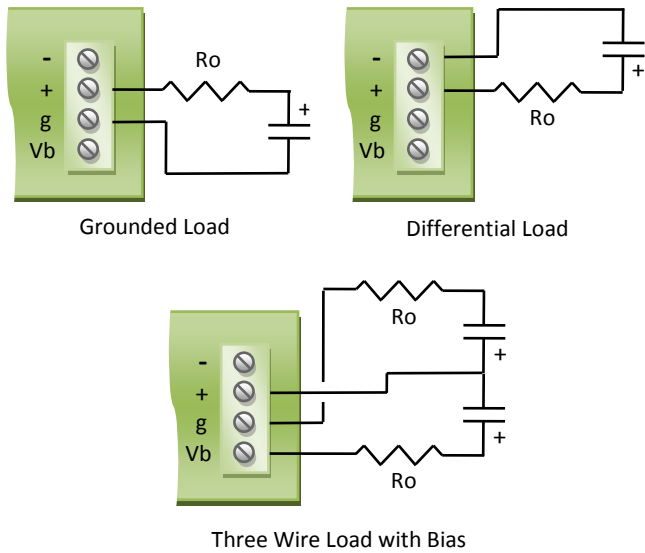 -
+
g
Vb
Ro
+
Grounded Load
-
+
g
Vb
Ro
+
Differential Load
-
+
g
Vb
Ro
+
+
Ro
Three Wire Load with Bias